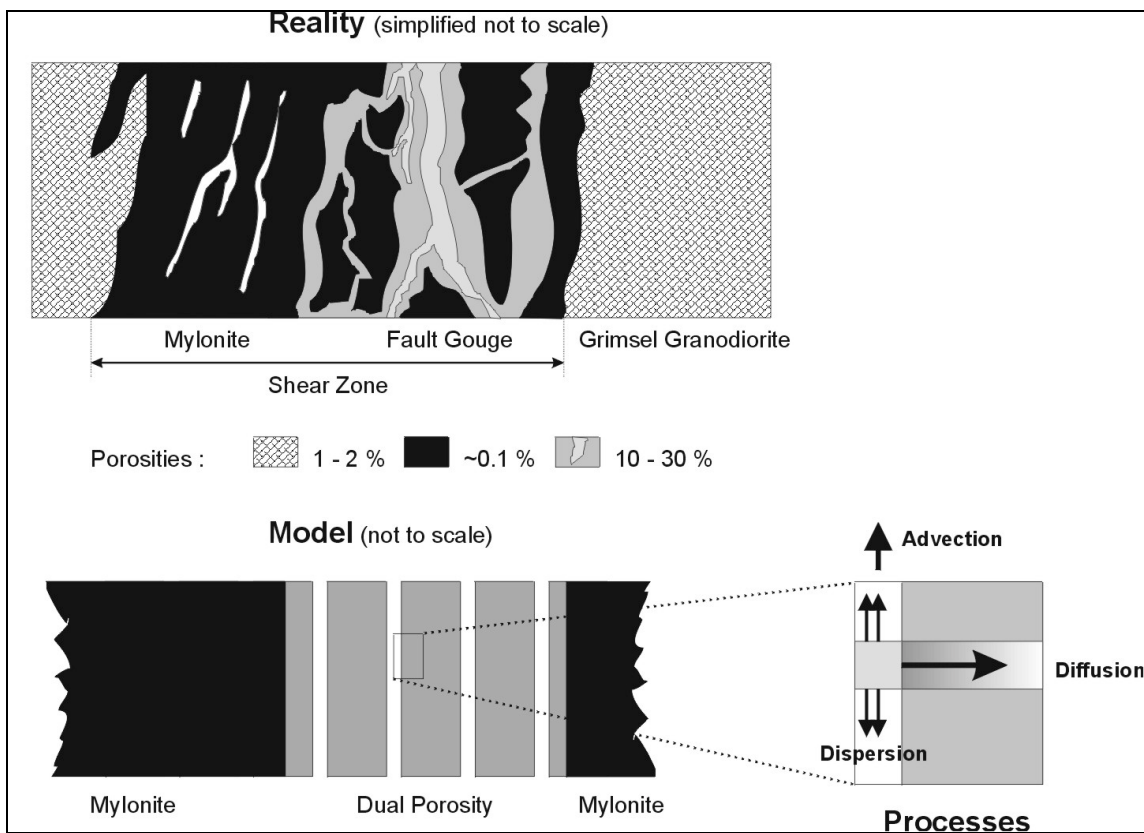 Reality (simplified not to scale)
Mylonite Fault Gouge Grimsel Granodiorite
Shear Zone
Porosities : 1 - 2 % ~0.1 % 10 - 30 %
Model (not to scale)
Advection
Diffusion
Dispersion
Mylonite Dual Porosity Mylonite
Processes